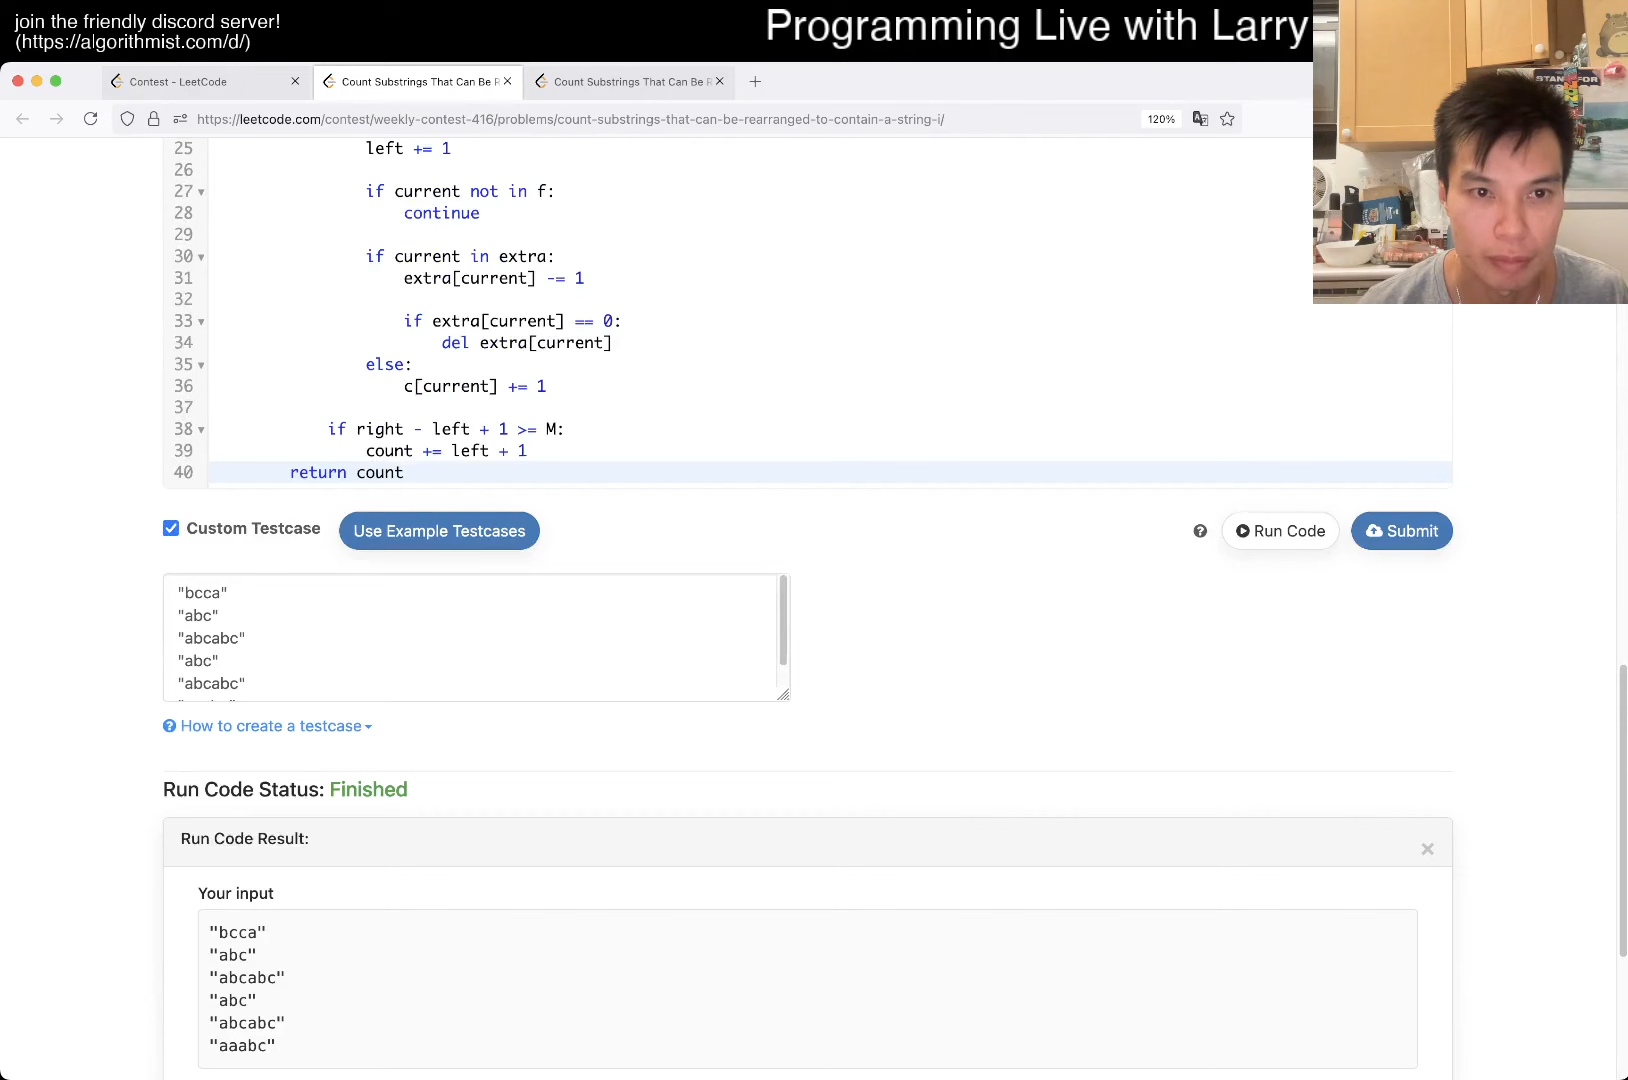 join the friendly discord server!
(https://algorithmist.com/d/)
Programming Live with Larry
Contest - LeetCode
Count Substrings That Can Be R
Count Substrings That Can Be R
https://leetcode.com/contest/weekly-contest-416/problems/count-substrings-that-can-be-rearranged-to-contain-a-string-i/
120%
25 left += 1
26
27 if current not in f:
28 continue
29
30 if current in extra:
31 extra[current] -= 1
32
33 if extra[current] == 0:
34 del extra[current]
35 else:
36 c[current] += 1
37
38 if right - left + 1 >= M:
39 count += left + 1
40 return count
Custom Testcase
Use Example Testcases
Run Code
Submit
"bcca"
"abc"
"abcabc"
"abc"
"abcabc"
How to create a testcase
Run Code Status: Finished
Run Code Result:
Your input
"bcca"
"abc"
"abcabc"
"abc"
"abcabc"
"aaabc"